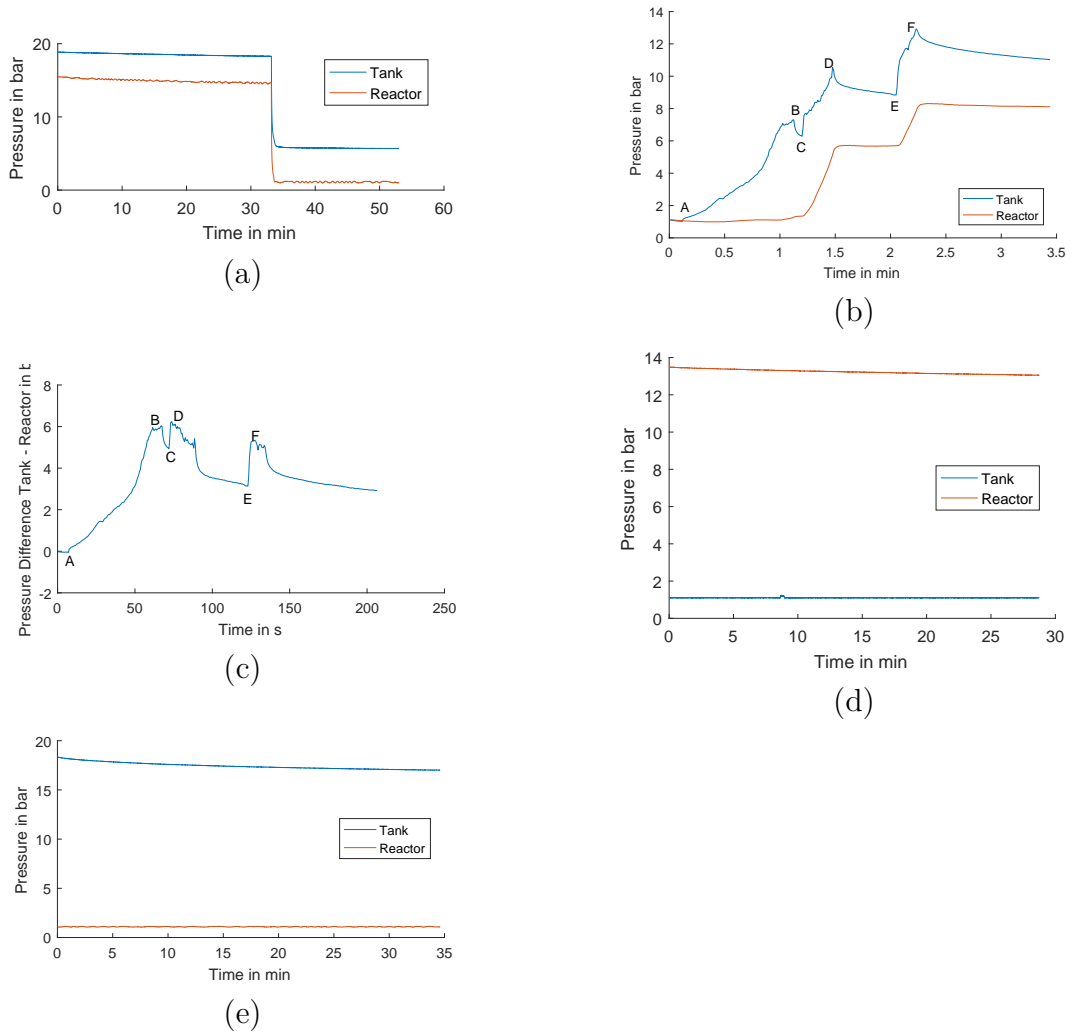 20
10
0
0 10 20 30 40 50 60
Pressure in bar
Time in min
Tank
Reactor
(a)
14
12
10
8
6
4
2
0
0 0.5 1 1.5 2 2.5 3 3.5
Pressure in bar
Time in min
A
B
C
D
E
F
Tank
Reactor
(b)
8
6
4
2
0
-2
0 50 100 150 200 250
Pressure Difference Tank - Reactor in
Time in s
A
B
C
D
E
F
(c)
14
12
10
8
6
4
2
0
0 5 10 15 20 25 30
Pressure in bar
Time in min
Tank
Reactor
(d)
20
15
10
5
0
0 5 10 15 20 25 30 35
Pressure in bar
Time in min
Tank
Reactor
(e)